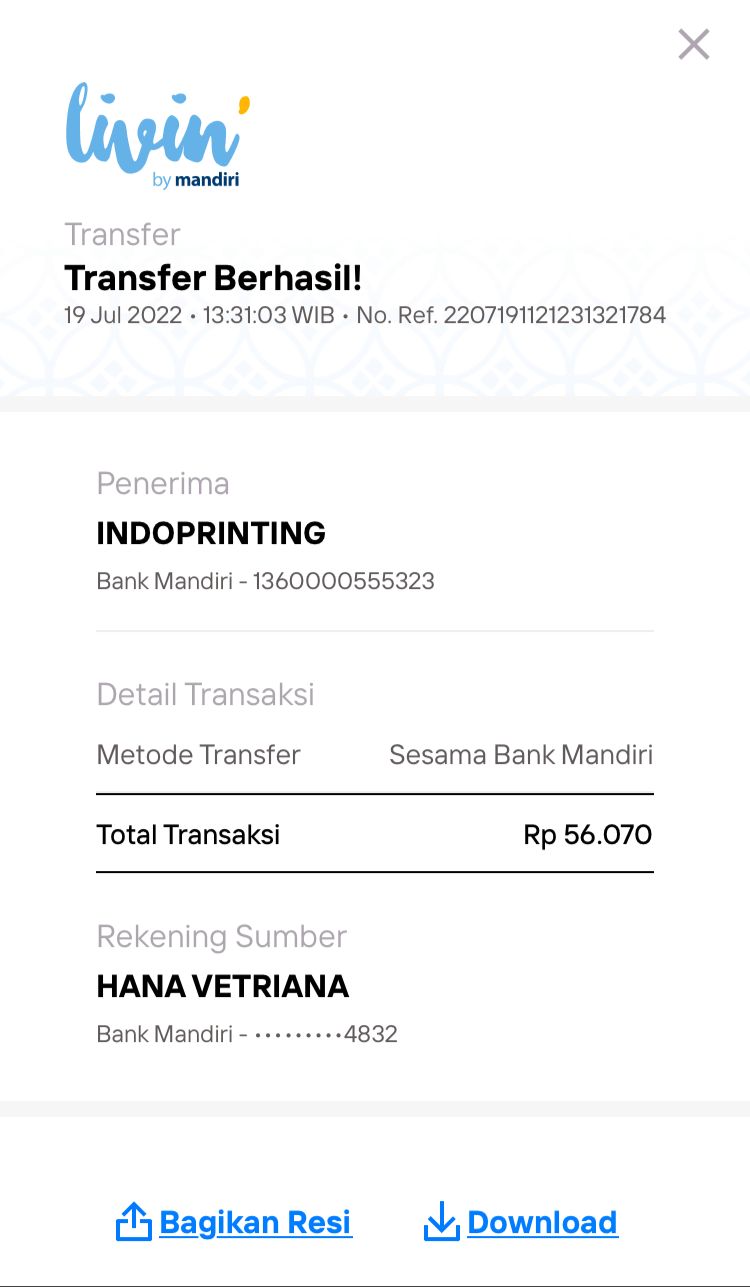 livin'
by mandiri
Transfer
Transfer Berhasil!
19 Jul 2022 • 13:31:03 WIB • No. Ref. 2207191121231321784
Penerima
INDOPRINTING
Bank Mandiri - 1360000555323
Detail Transaksi
Metode Transfer Sesama Bank Mandiri
Total Transaksi Rp 56.070
Rekening Sumber
HANA VETRIANA
Bank Mandiri - •••••••••4832
Bagikan Resi Download